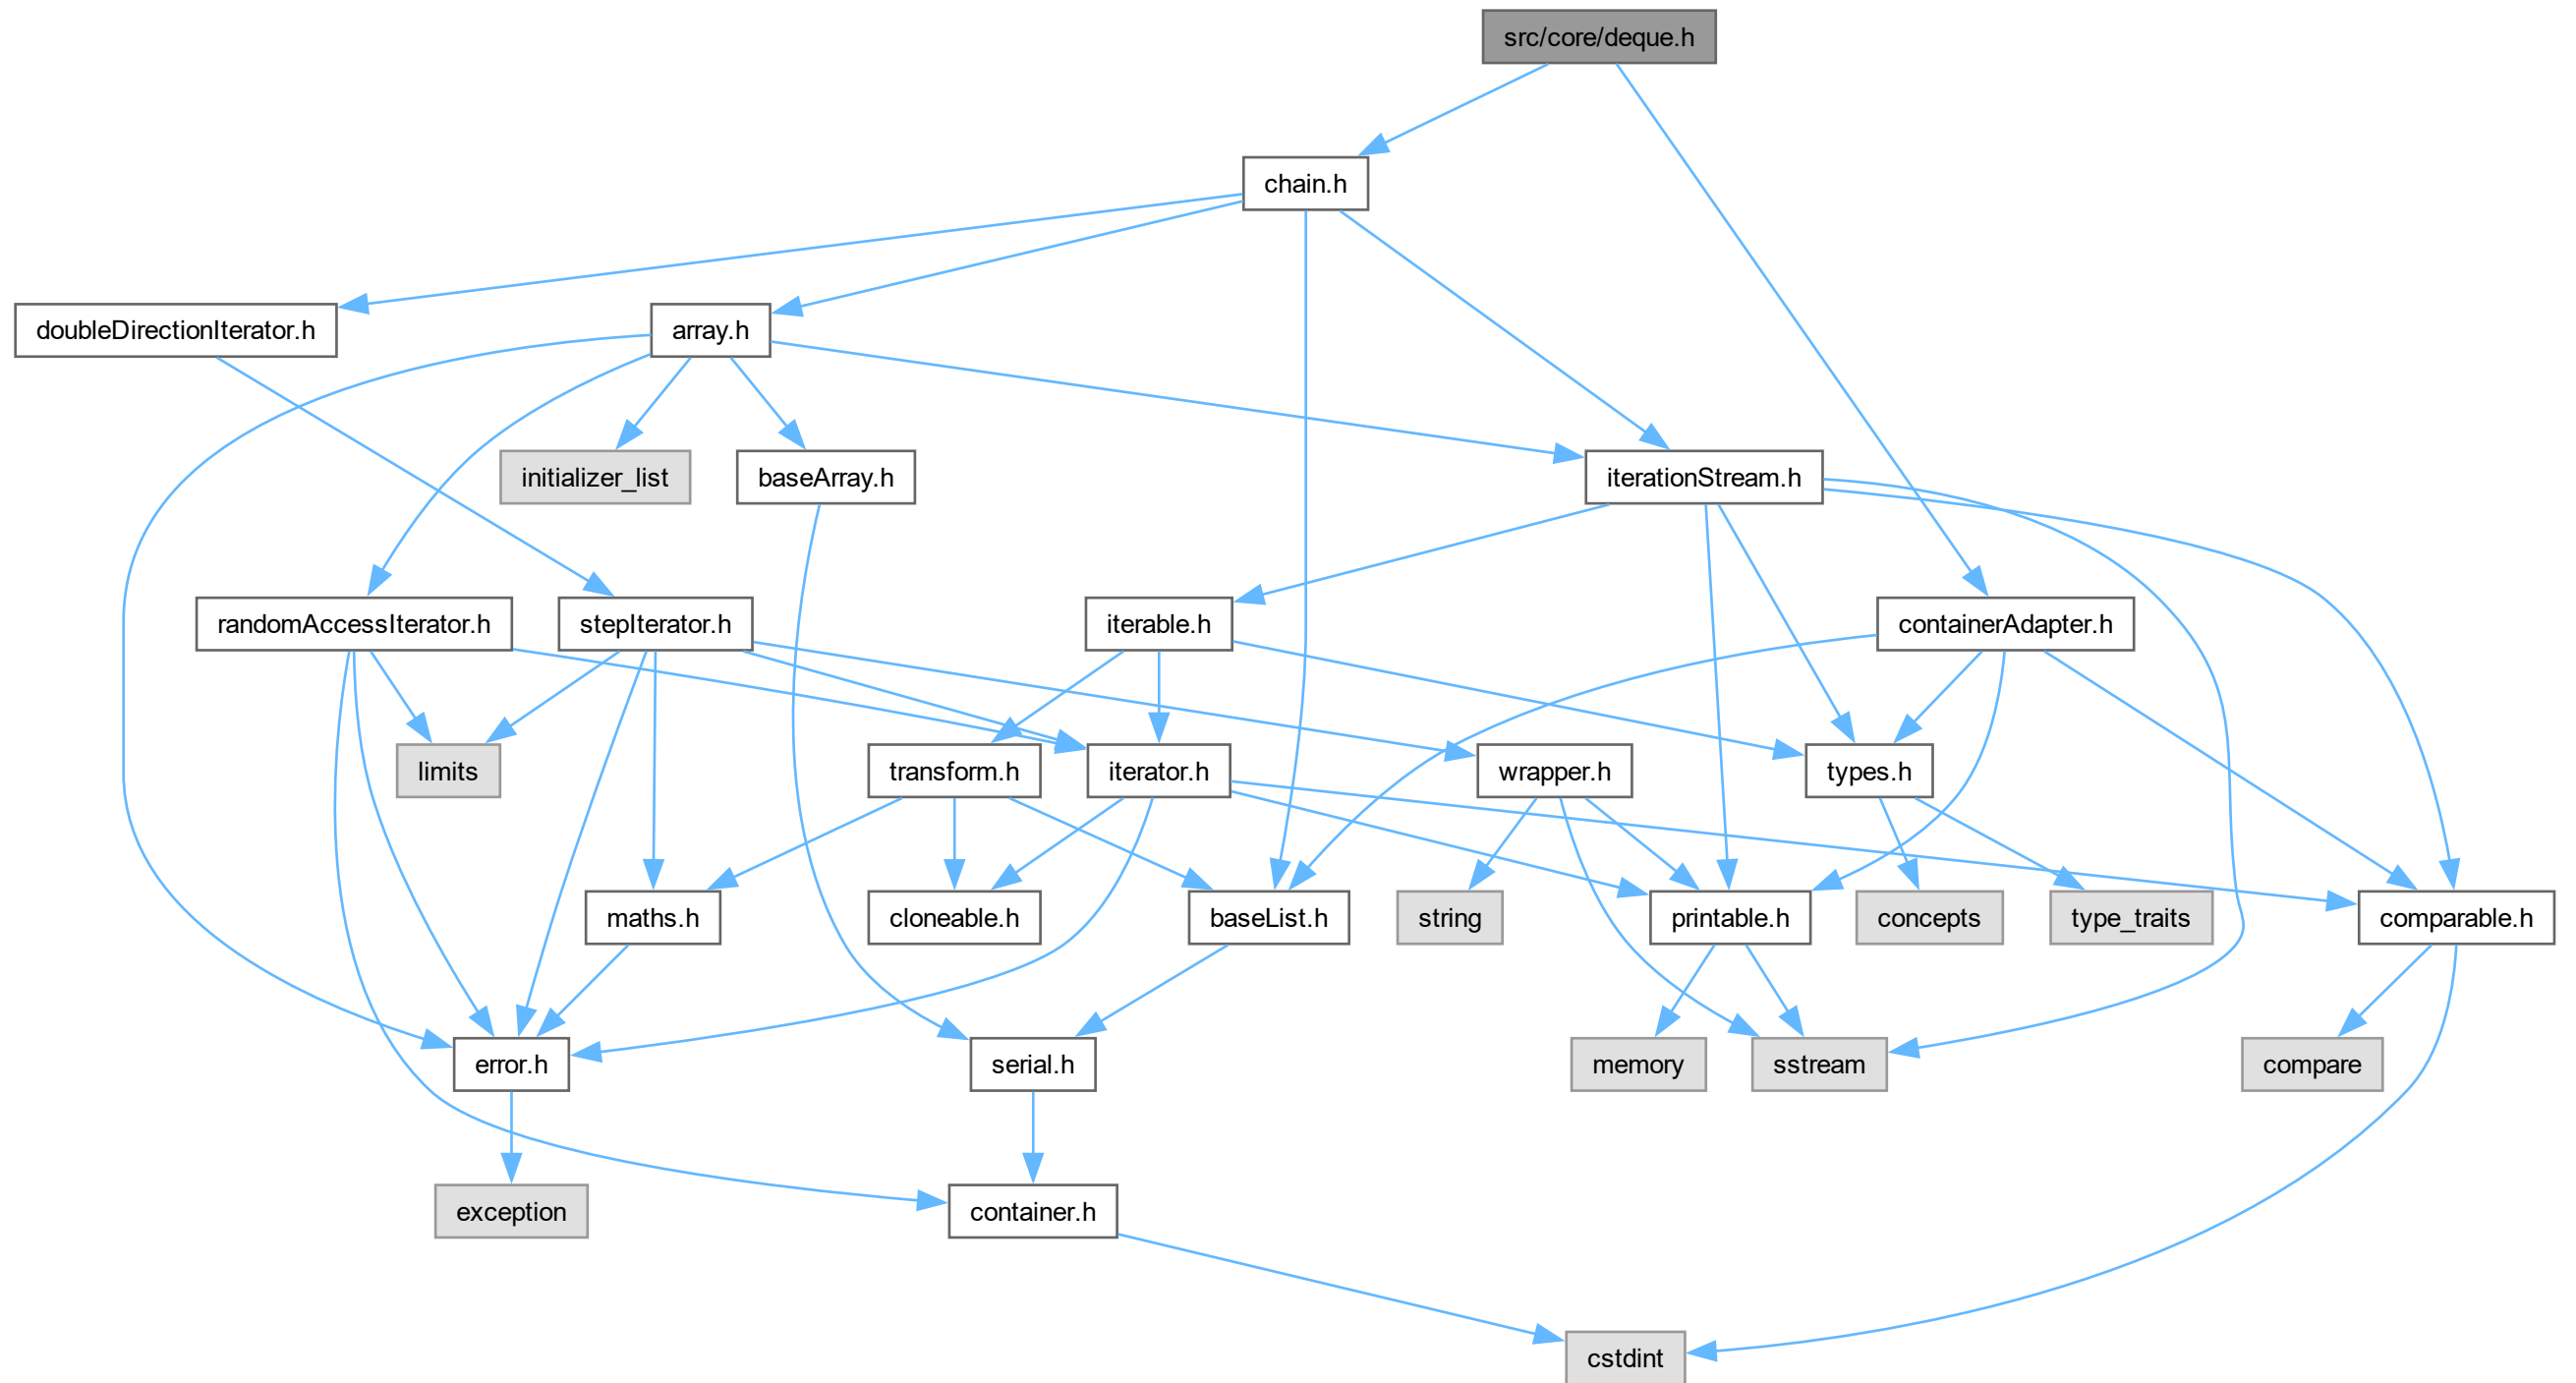 src/core/deque.h
chain.h
doubleDirectionIterator.h
array.h
initializer_list
baseArray.h
iterationStream.h
randomAccessIterator.h
stepIterator.h
iterable.h
containerAdapter.h
limits
transform.h
iterator.h
wrapper.h
types.h
maths.h
cloneable.h
baseList.h
string
printable.h
concepts
type_traits
comparable.h
error.h
serial.h
memory
sstream
compare
exception
container.h
cstdint